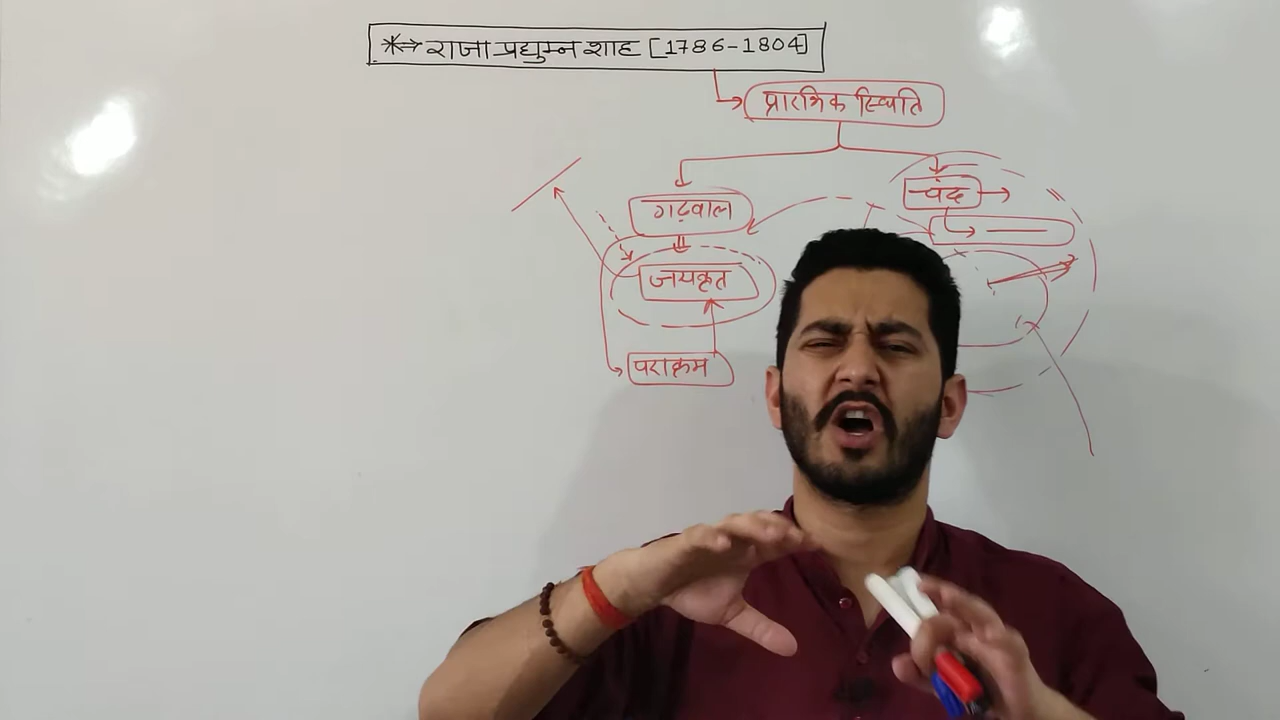 *→ राजा प्रद्युम्न शाह [1786-1804]
प्रारंभिक स्थिति
गढ़वाल
चंद
जयकृत
पराक्रम